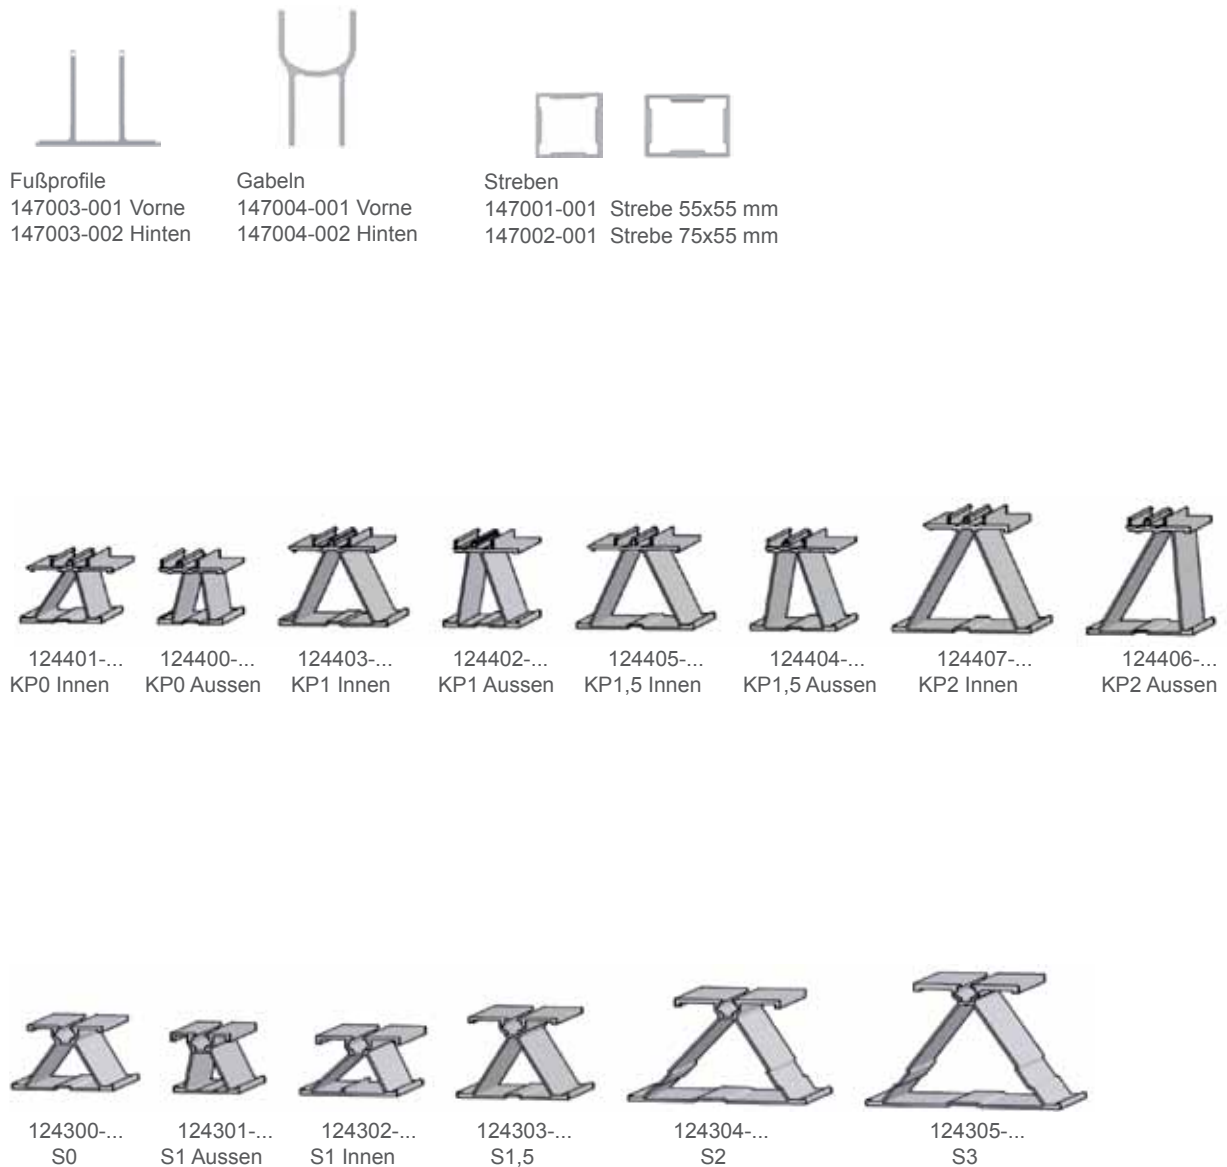 Fußprofile
147003-001 Vorne
147003-002 Hinten
Gabeln
147004-001 Vorne
147004-002 Hinten
Streben
147001-001 Strebe 55x55 mm
147002-001 Strebe 75x55 mm
124401-... 124400-... 124403-... 124402-... 124405-... 124404-... 124407-... 124406-...
KP0 Innen KP0 Aussen KP1 Innen KP1 Aussen KP1,5 Innen KP1,5 Aussen KP2 Innen KP2 Aussen
124300-... 124301-... 124302-... 124303-... 124304-... 124305-...
S0 S1 Aussen S1 Innen S1,5 S2 S3